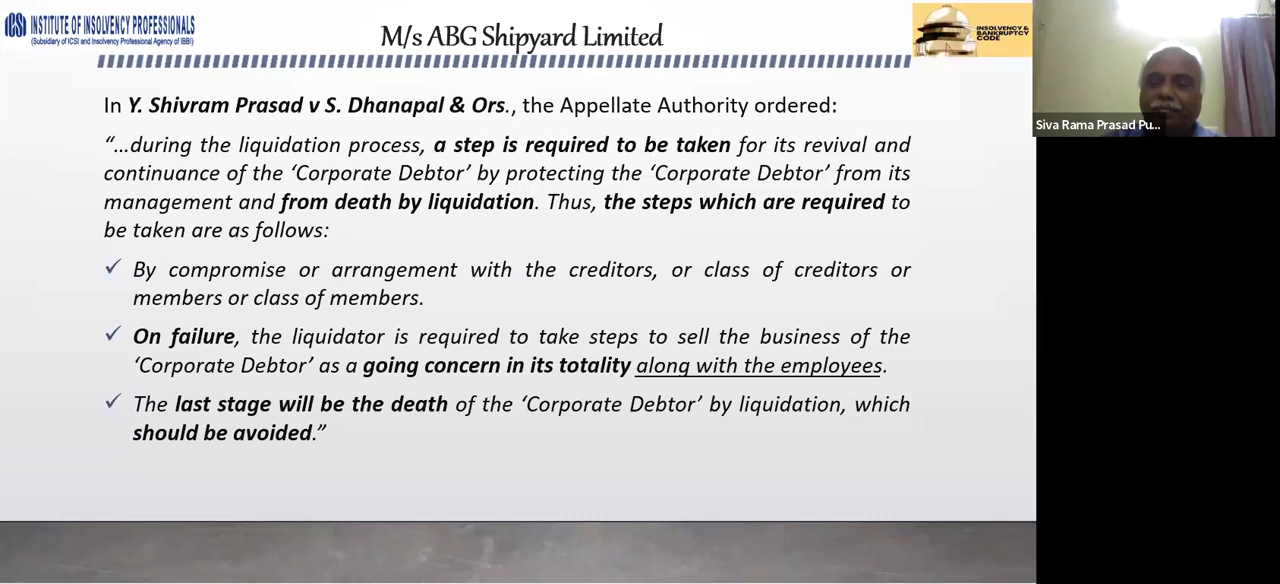 INSTITUTE OF INSOLVENCY PROFESSIONALS
(Subsidiary of ICSI and Insolvency Professional Agency of IBBI)
M/s ABG Shipyard Limited
INSOLVENCY &
BANKRUPTCY
CODE
Siva Rama Prasad Pu...
In Y. Shivram Prasad v S. Dhanapal & Ors., the Appellate Authority ordered:
“…during the liquidation process, a step is required to be taken for its revival and
continuance of the ‘Corporate Debtor’ by protecting the ‘Corporate Debtor’ from its
management and from death by liquidation. Thus, the steps which are required to
be taken are as follows:
✓ By compromise or arrangement with the creditors, or class of creditors or
members or class of members.
✓ On failure, the liquidator is required to take steps to sell the business of the
‘Corporate Debtor’ as a going concern in its totality along with the employees.
✓ The last stage will be the death of the ‘Corporate Debtor’ by liquidation, which
should be avoided.”